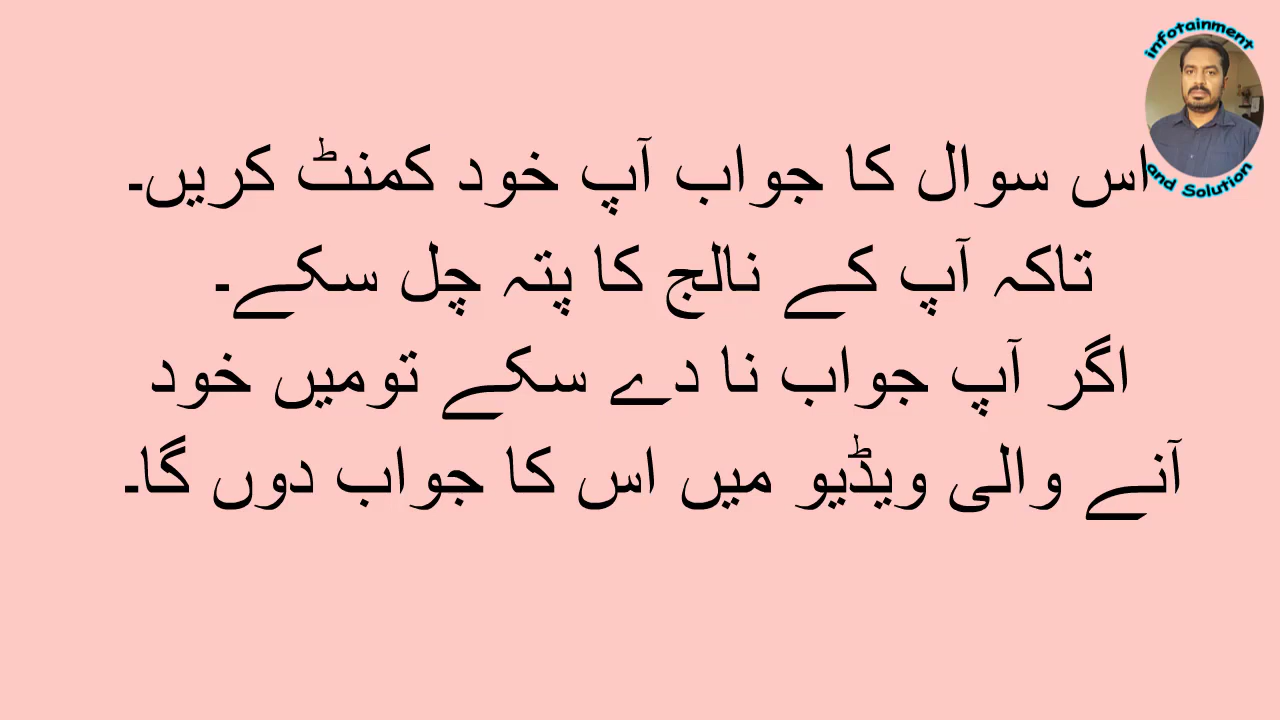 infotainment
and Solution
اس سوال کا جواب آپ خود کمنٹ کریں۔
تاکہ آپ کے نالج کا پتہ چل سکے۔
اگر آپ جواب نا دے سکے تومیں خود
آنے والی ویڈیو میں اس کا جواب دوں گا۔